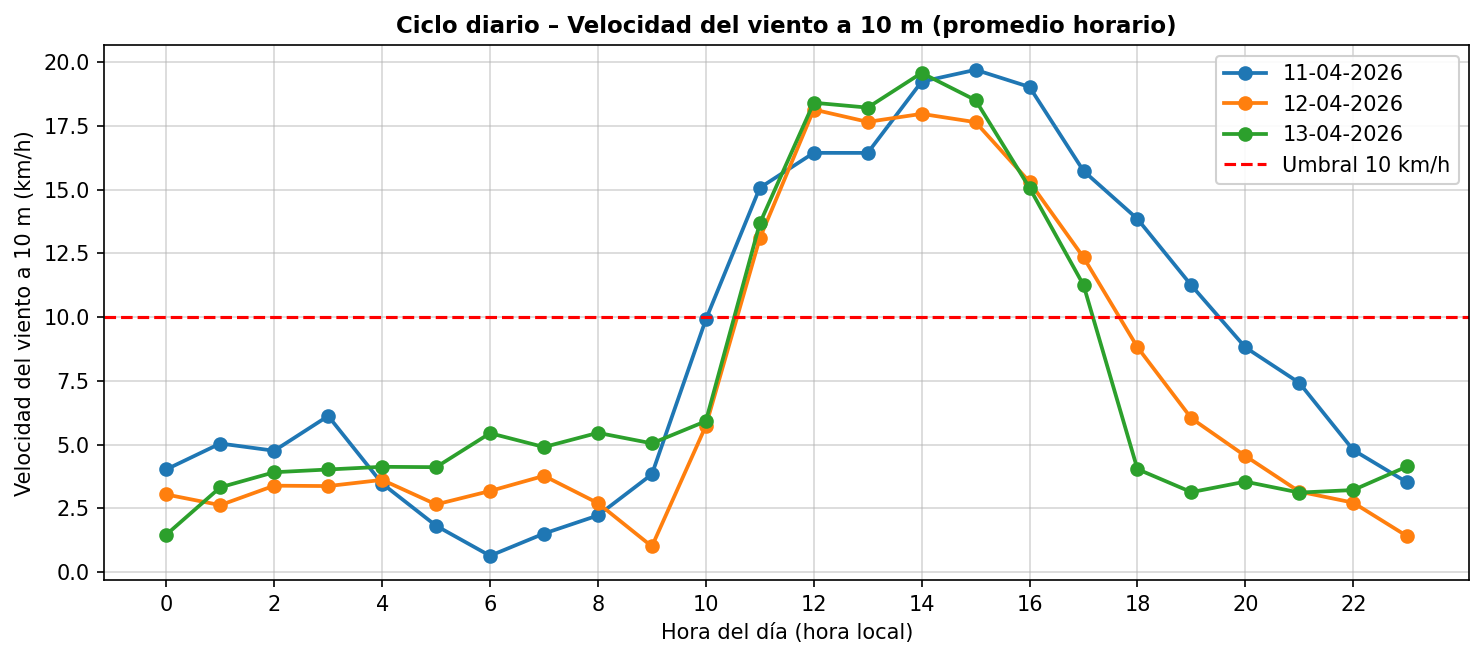 Ciclo diario – Velocidad del viento a 10 m (promedio horario)
Velocidad del viento a 10 m (km/h)
20.0
17.5
15.0
12.5
10.0
7.5
5.0
2.5
0.0
11-04-2026
12-04-2026
13-04-2026
Umbral 10 km/h
0 2 4 6 8 10 12 14 16 18 20 22
Hora del día (hora local)